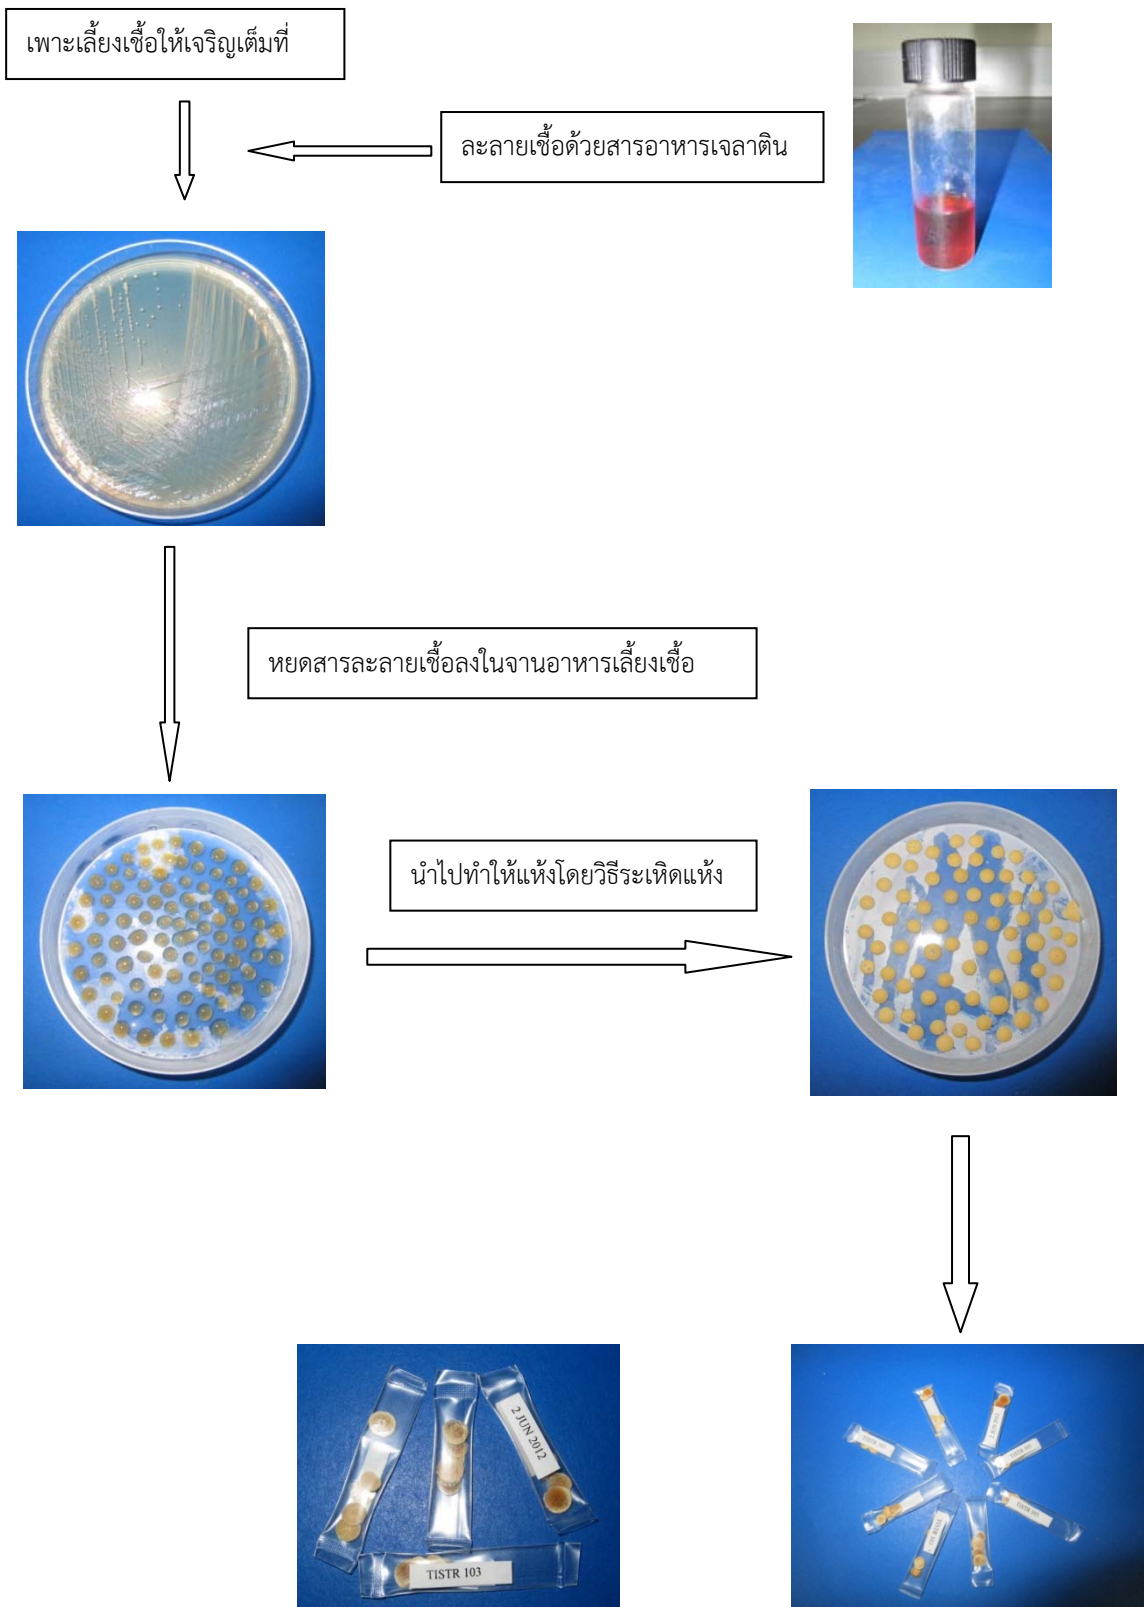 เพาะเลี้ยงเชื้อให้เจริญเต็มที่
ละลายเชื้อด้วยสารอาหารเจลาติน
หยดสารละลายเชื้อลงในจานอาหารเลี้ยงเชื้อ
นำไปทำให้แห้งโดยวิธีระเหิดแห้ง
2 JUN 2012
TISTR 103